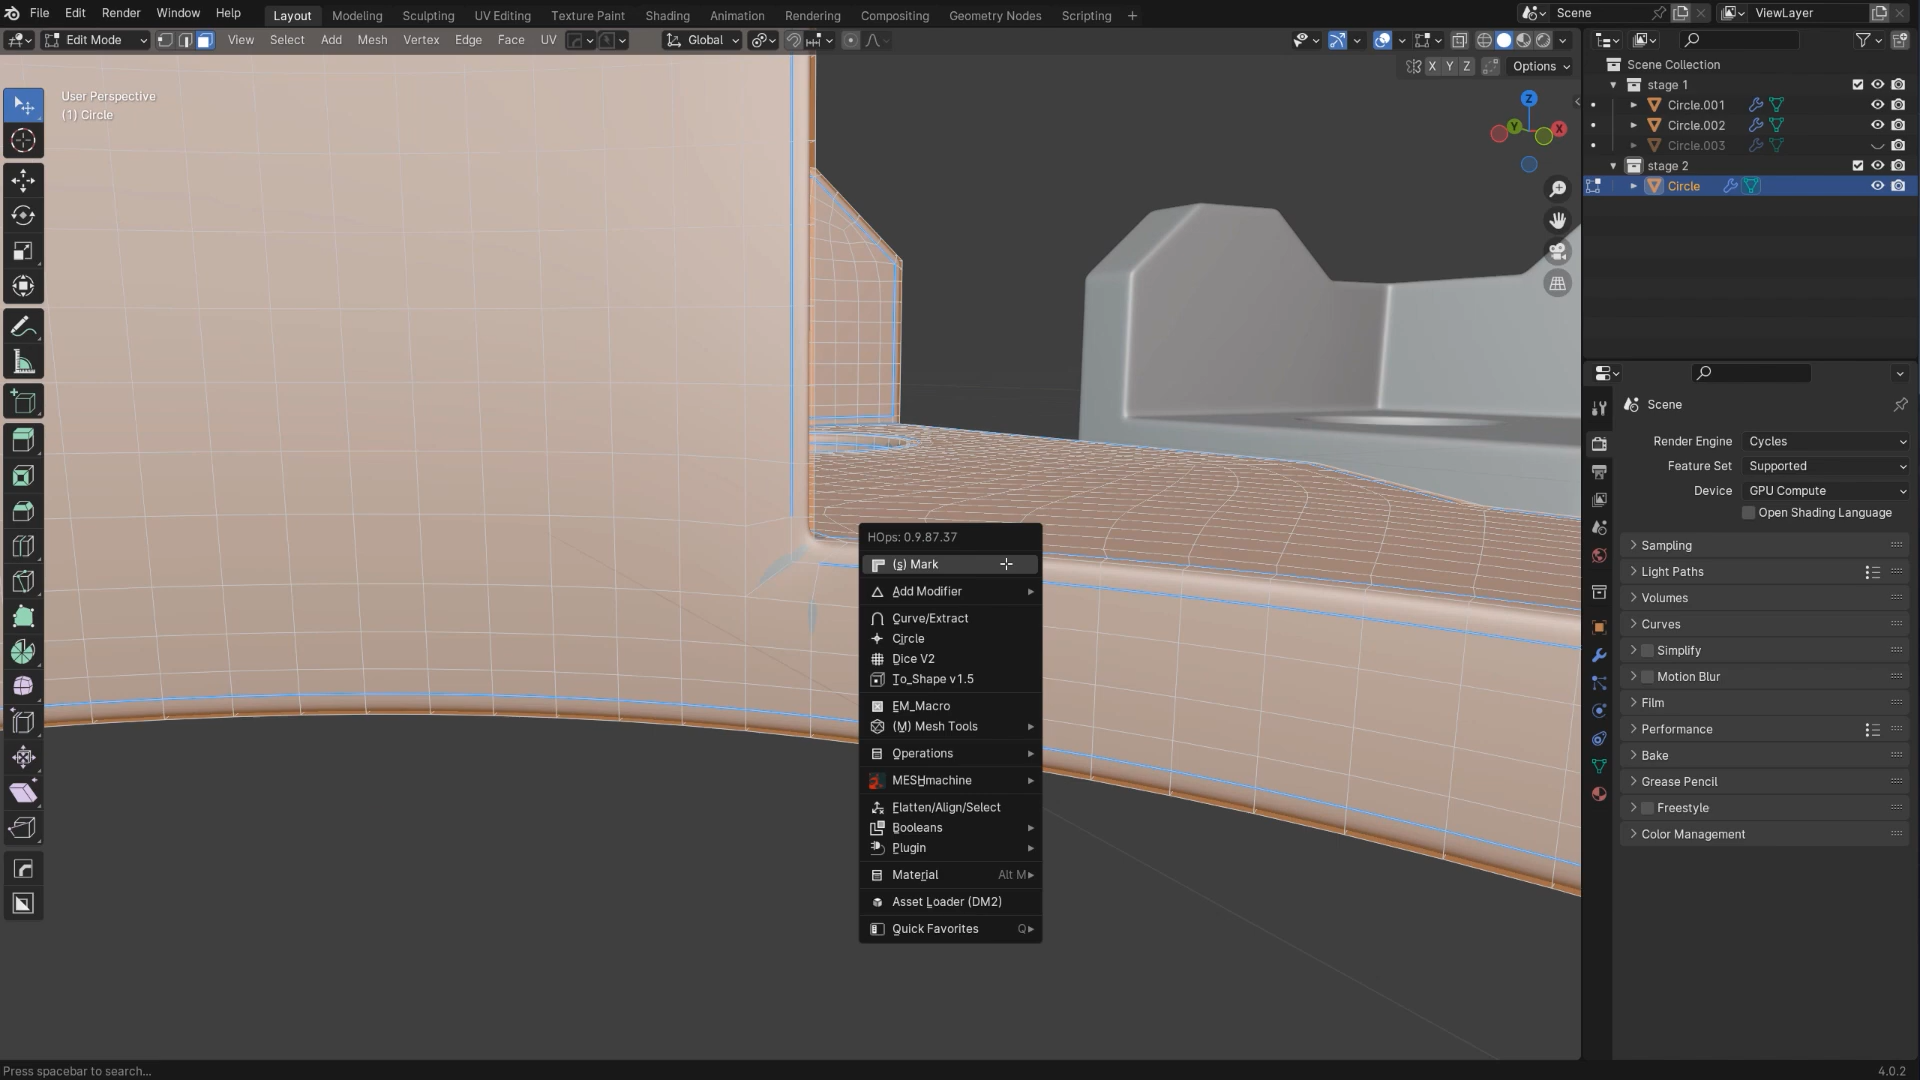 File Edit Render Window Help Layout Modeling Sculpting UV Editing Texture Paint Shading Animation Rendering Compositing Geometry Nodes Scripting + Scene ViewLayer
Edit Mode View Select Add Mesh Vertex Edge Face UV Global
X Y Z Options
User Perspective
(1) Circle
Z
Y X
Scene Collection
stage 1
Circle.001
Circle.002
Circle.003
stage 2
Circle
Scene
Render Engine Cycles
Feature Set Supported
Device GPU Compute
Open Shading Language
Sampling
Light Paths
Volumes
Curves
Simplify
Motion Blur
Film
Performance
Bake
Grease Pencil
Freestyle
Color Management
HOps: 0.9.87.37
(s) Mark
Add Modifier
Curve/Extract
Circle
Dice V2
To_Shape v1.5
EM_Macro
(M) Mesh Tools
Operations
MESHmachine
Flatten/Align/Select
Booleans
Plugin
Material Alt M
Asset Loader (DM2)
Quick Favorites Q
Press spacebar to search...
4.0.2